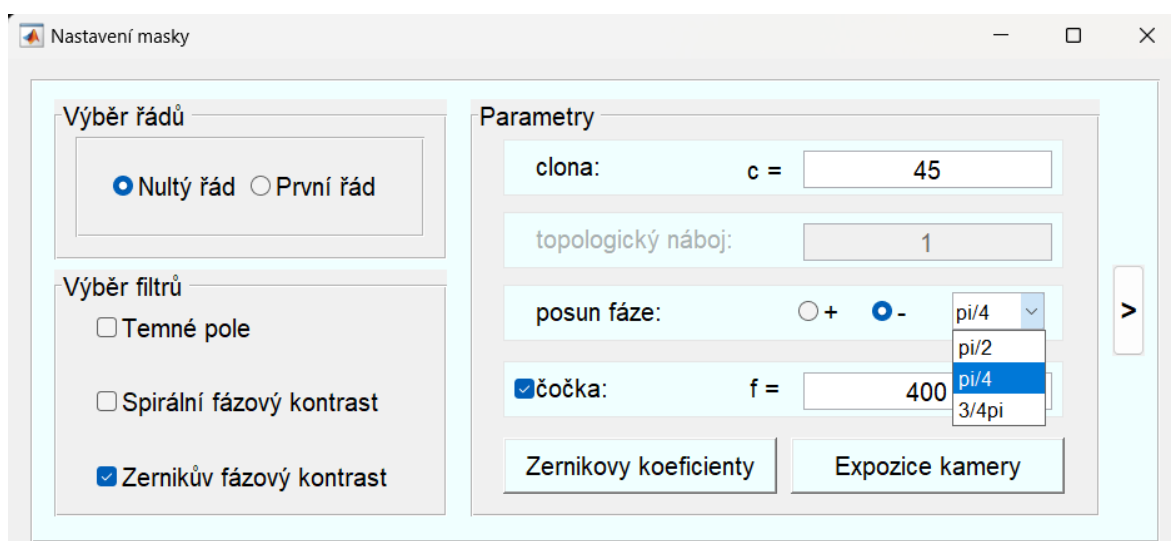 Nastavení masky
Výběr řádů
Nultý řád První řád
Výběr filtrů
Temné pole
Spirální fázový kontrast
Zernikův fázový kontrast
Parametry
clona: c = 45
topologický náboj: 1
posun fáze: + - pi/4
pi/2
pi/4
3/4pi
čočka: f = 400
Zernikovy koeficienty Expozice kamery
>